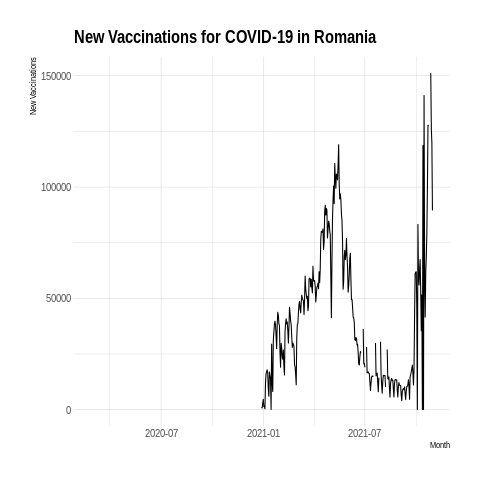 New Vaccinations for COVID-19 in Romania
New Vaccinations
150000
100000
50000
0
2020-07 2021-01 2021-07
Month